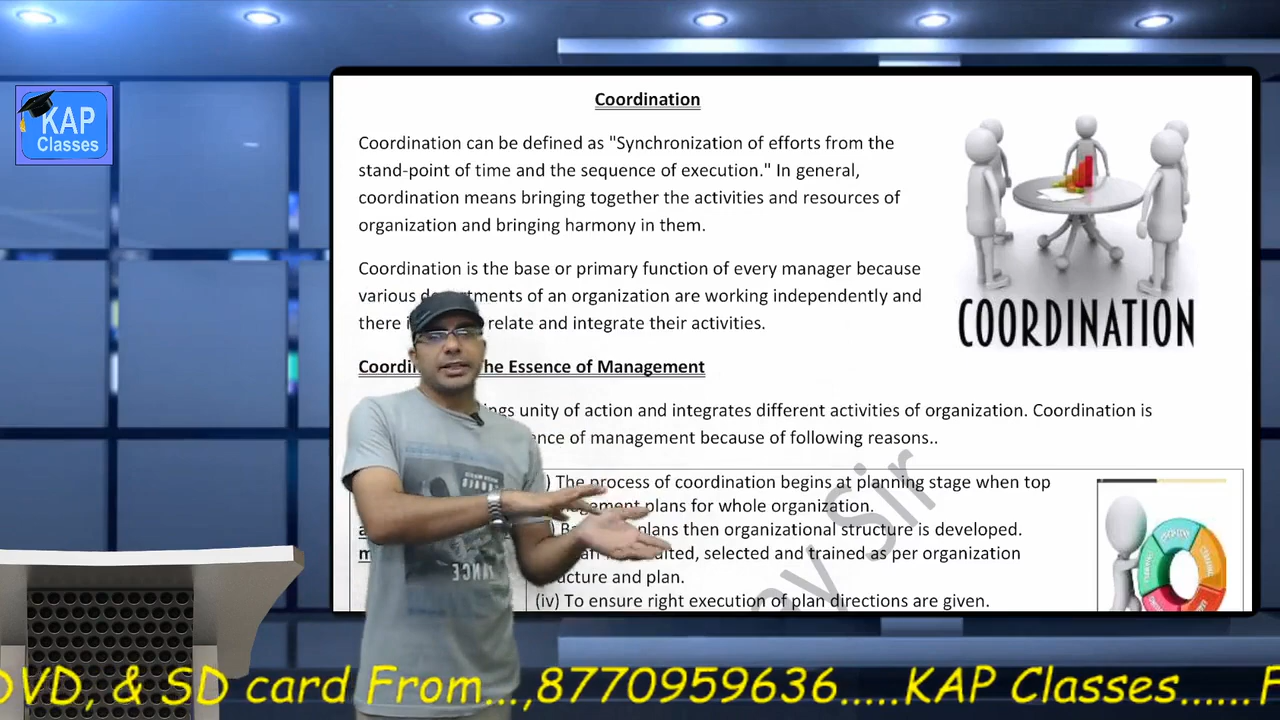 KAP
Classes
Coordination
Coordination can be defined as "Synchronization of efforts from the
stand-point of time and the sequence of execution." In general,
coordination means bringing together the activities and resources of
organization and bringing harmony in them.
Coordination is the base or primary function of every manager because
various departments of an organization are working independently and
there i relate and integrate their activities.
COORDINATION
Coordi he Essence of Management
ngs unity of action and integrates different activities of organization. Coordination is
ence of management because of following reasons..
) The process of coordination begins at planning stage when top
plans for whole organization.
plans then organizational structure is developed.
selected and trained as per organization
ucture and plan.
(iv) To ensure right execution of plan directions are given.
ev Sir
DVD, & SD card From...,8770959636.....KAP Classes......F